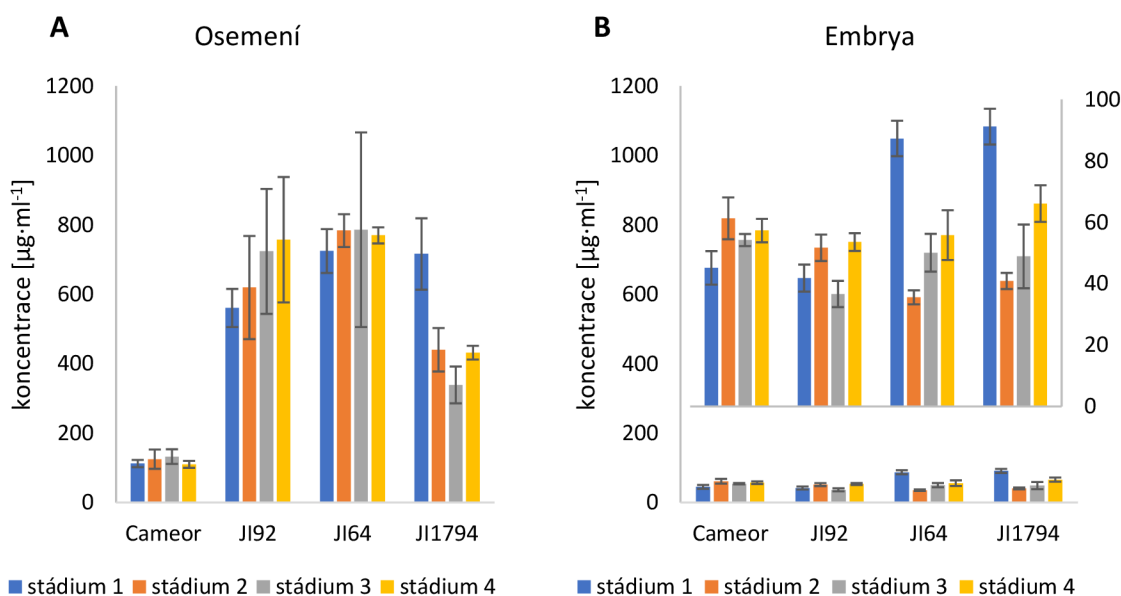 A
Osemení
1200
1000
800
600
400
200
0
koncentrace [µg·ml-1]
Cameor JI92 JI64 JI1794
stádium 1 stádium 2 stádium 3 stádium 4
B
Embrya
1200
1000
800
600
400
200
0
koncentrace [µg·ml-1]
100
80
60
40
20
0
Cameor JI92 JI64 JI1794
stádium 1 stádium 2 stádium 3 stádium 4